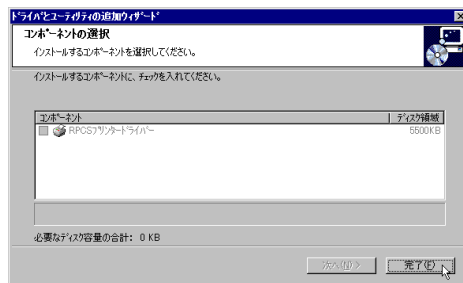 ﾄﾞﾗｲﾊﾞとﾕｰﾃｨﾘﾃｨの追加ｳｨｻﾞｰﾄﾞ
ｺﾝﾎﾟｰﾈﾝﾄの選択
ｲﾝｽﾄｰﾙするｺﾝﾎﾟｰﾈﾝﾄを選択してください。
ｲﾝｽﾄｰﾙするｺﾝﾎﾟｰﾈﾝﾄに、ﾁｪｯｸを入れてください。
ｺﾝﾎﾟｰﾈﾝﾄ ﾃﾞｨｽｸ領域
RPCSﾌﾟﾘﾝﾀｰﾄﾞﾗｲﾊﾞｰ 5500KB
必要なﾃﾞｨｽｸ容量の合計: 0 KB
次へ(N) > 完了(F)